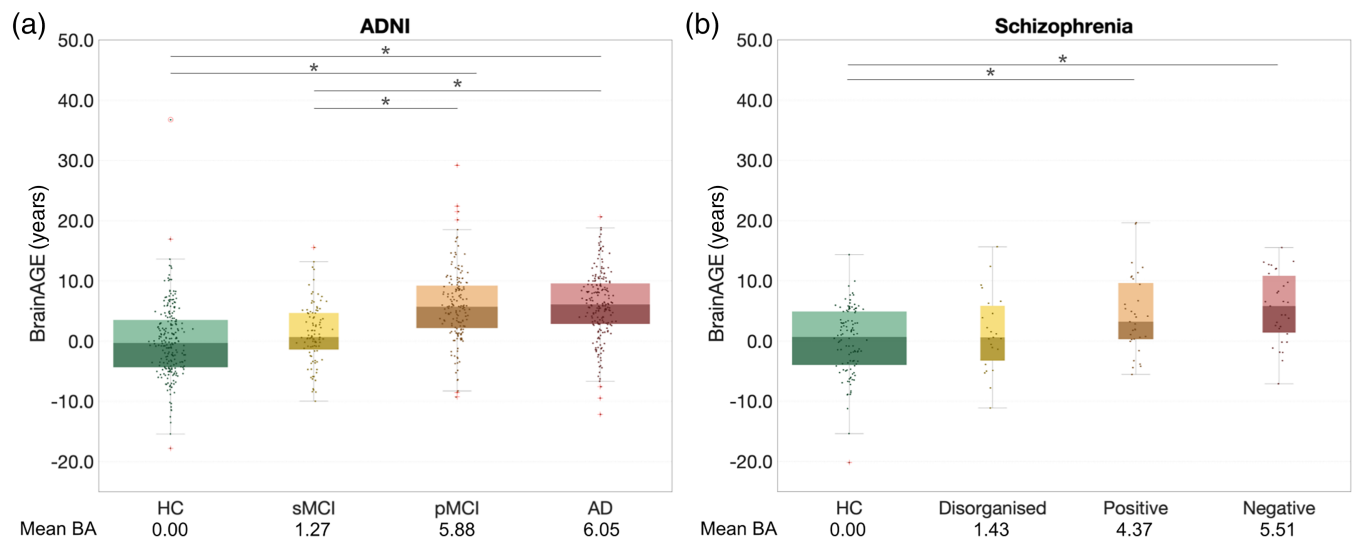 (a)
ADNI
BrainAGE (years)
50.0
40.0
30.0
20.0
10.0
0.0
-10.0
-20.0
* * * *
HC sMCI pMCI AD
Mean BA 0.00 1.27 5.88 6.05
(b)
Schizophrenia
BrainAGE (years)
50.0
40.0
30.0
20.0
10.0
0.0
-10.0
-20.0
* *
HC Disorganised Positive Negative
Mean BA 0.00 1.43 4.37 5.51